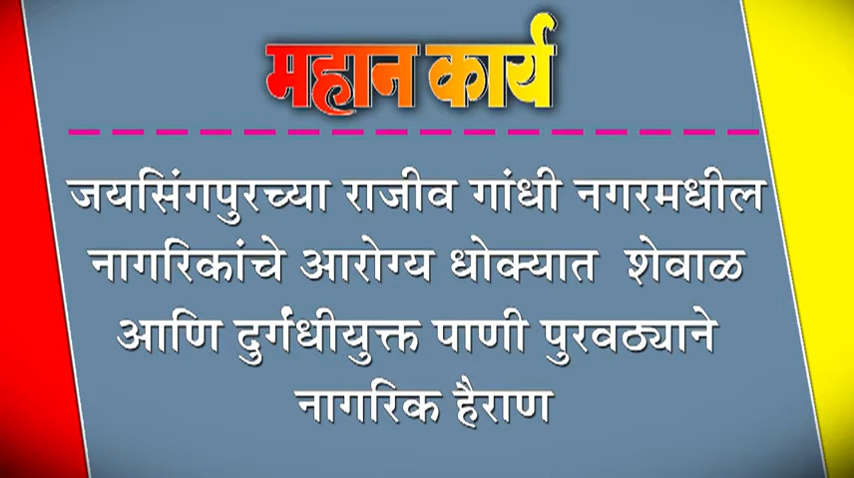 महान कार्य
जयसिंगपुरच्या राजीव गांधी नगरमधील
नागरिकांचे आरोग्य धोक्यात शेवाळ
आणि दुर्गंधीयुक्त पाणी पुरवठ्याने
नागरिक हैराण